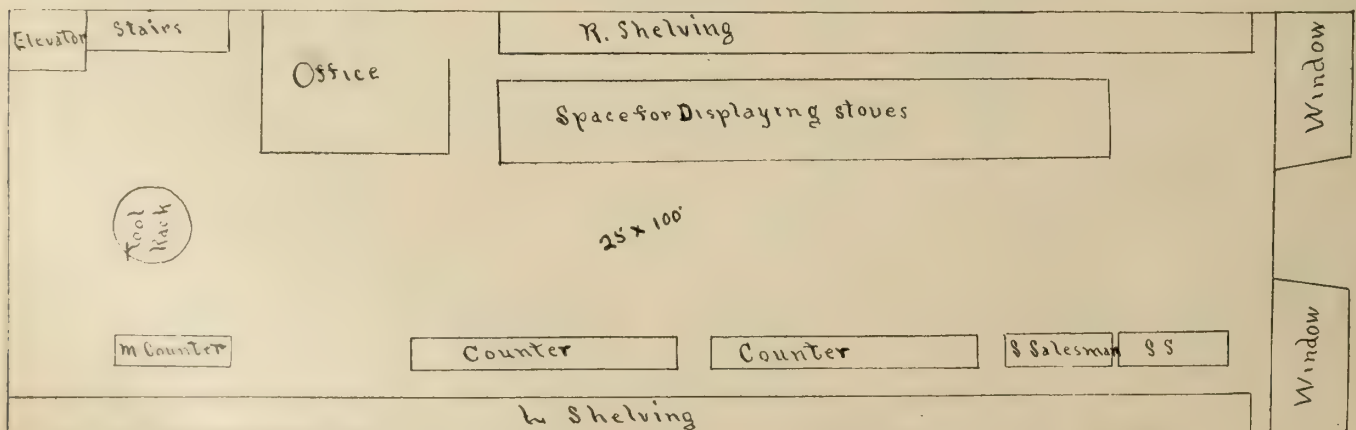 Elevator
Stairs
Office
R. Shelving
Space for Displaying stoves
Window
Tool
Rack
25 x 100'
M Counter
Counter
Counter
S Salesman
S S
Window
L Shelving